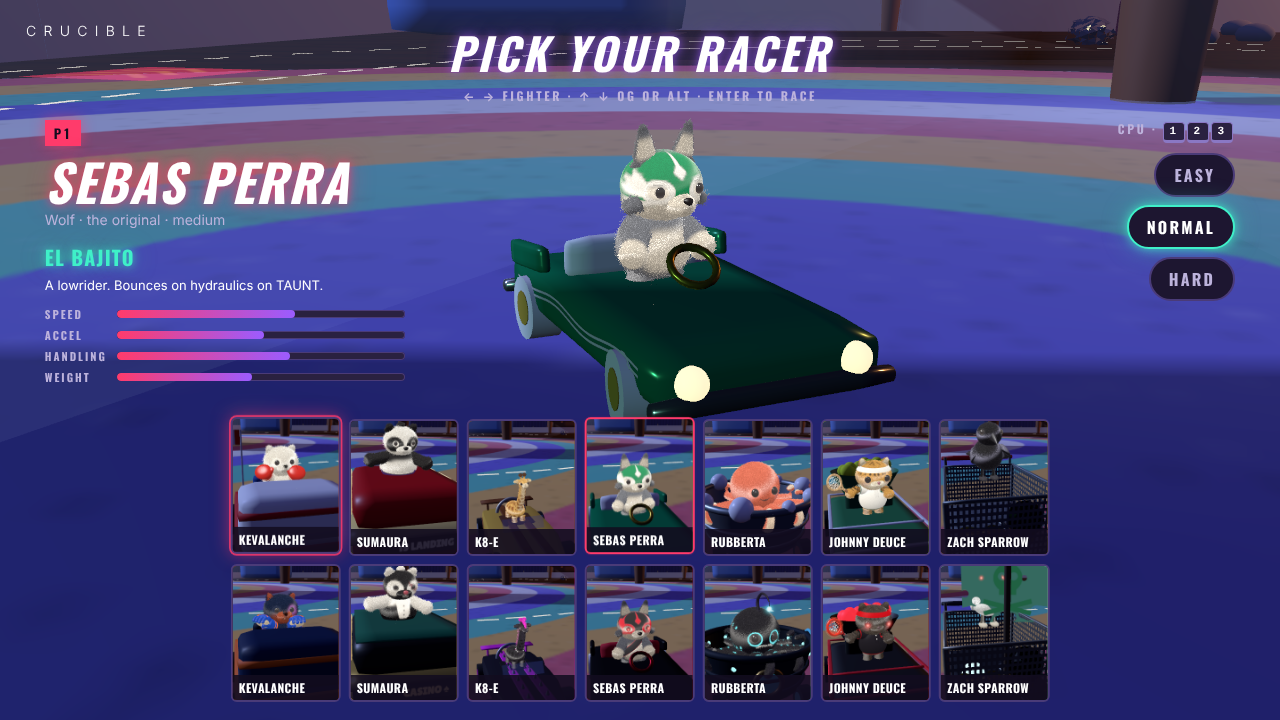 CRUCIBLE
PICK YOUR RACER
← → FIGHTER · ↑ ↓ OG OR ALT · ENTER TO RACE
P1
SEBAS PERRA
Wolf · the original · medium
EL BAJITO
A lowrider. Bounces on hydraulics on TAUNT.
SPEED
ACCEL
HANDLING
WEIGHT
CPU · 1 2 3
EASY
NORMAL
HARD
KEVALANCHE
SUMAURA
K8-E
SEBAS PERRA
RUBBERTA
JOHNNY DEUCE
ZACH SPARROW
KEVALANCHE
SUMAURA
K8-E
SEBAS PERRA
RUBBERTA
JOHNNY DEUCE
ZACH SPARROW